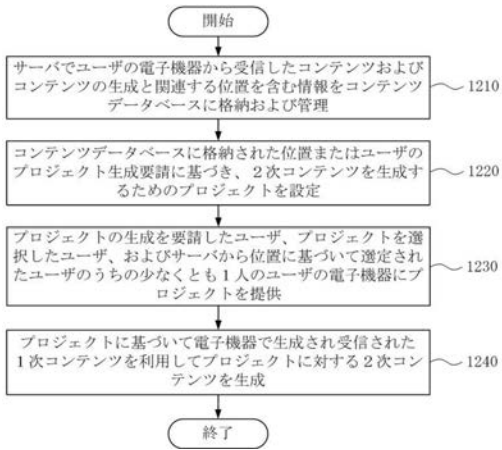 開始
サーバでユーザの電子機器から受信したコンテンツおよび
コンテンツの生成と関連する位置を含む情報をコンテンツ
データベースに格納および管理
1210
コンテンツデータベースに格納された位置またはユーザの
プロジェクト生成要請に基づき、2次コンテンツを生成す
るためのプロジェクトを設定
1220
プロジェクトの生成を要請したユーザ、プロジェクトを選
択したユーザ、およびサーバから位置に基づいて選定され
たユーザのうちの少なくとも1人のユーザの電子機器にプ
ロジェクトを提供
1230
プロジェクトに基づいて電子機器で生成され受信された
1次コンテンツを利用してプロジェクトに対する2次コン
テンツを生成
1240
終了